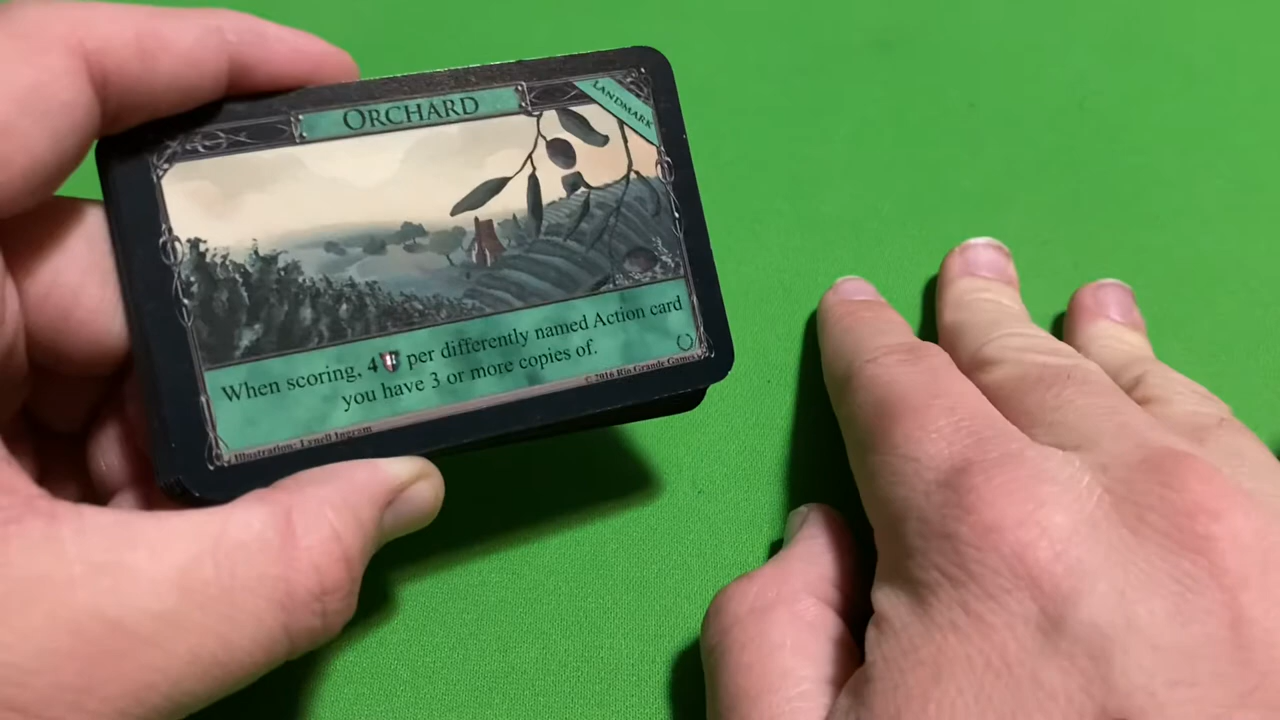 ORCHARD
LANDMARK
When scoring, 4 per differently named Action card
you have 3 or more copies of.
Illustration: Lynell Ingram
© 2016 Rio Grande Games